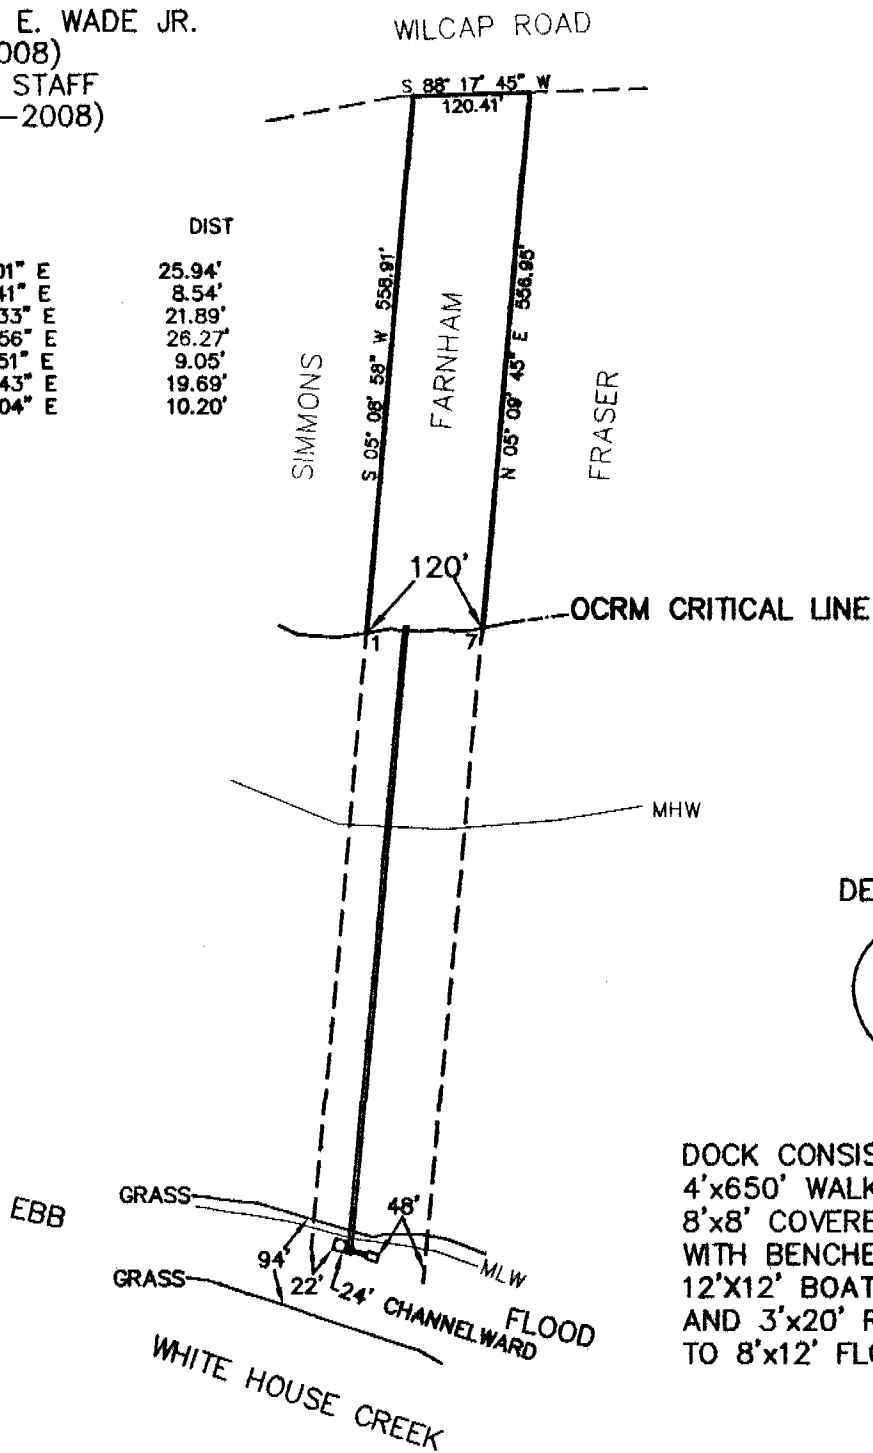 E. WADE JR.
008)
STAFF
–2008)
WILCAP ROAD
S 88° 17' 45" W
120.41'
DIST
01" E 25.94'
41" E 8.54'
33" E 21.89'
56" E 26.27'
51" E 9.05'
43" E 19.69'
04" E 10.20'
SIMMONS
S 05° 06' 58" W 558.91'
FARNHAM
N 05° 09' 45" E 556.95'
FRASER
120'
OCRM CRITICAL LINE
1
7
MHW
DE
DOCK CONSIS
4'x650' WALK
8'x8' COVERE
WITH BENCHE
12'X12' BOAT
AND 3'x20' R
TO 8'x12' FLO
EBB
GRASS
48'
94'
MLW
GRASS
22'
24' CHANNELWARD
FLOOD
WHITE HOUSE CREEK